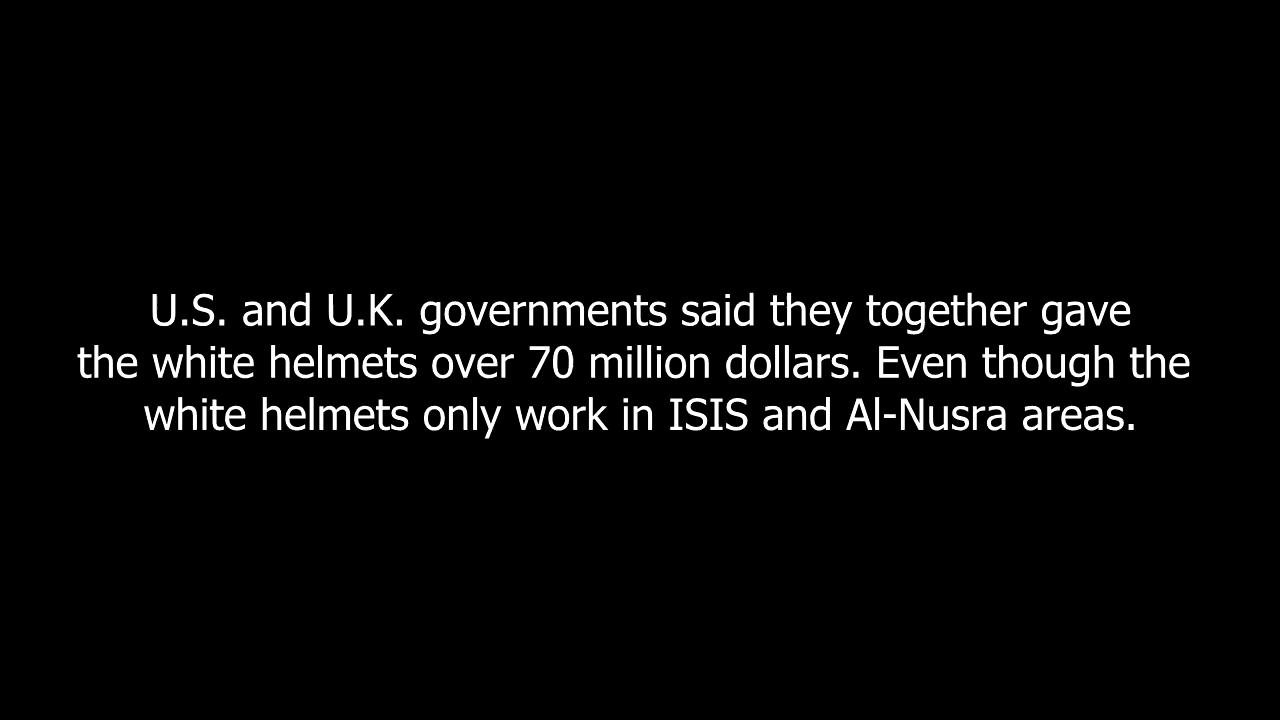 U.S. and U.K. governments said they together gave
the white helmets over 70 million dollars. Even though the
white helmets only work in ISIS and Al-Nusra areas.